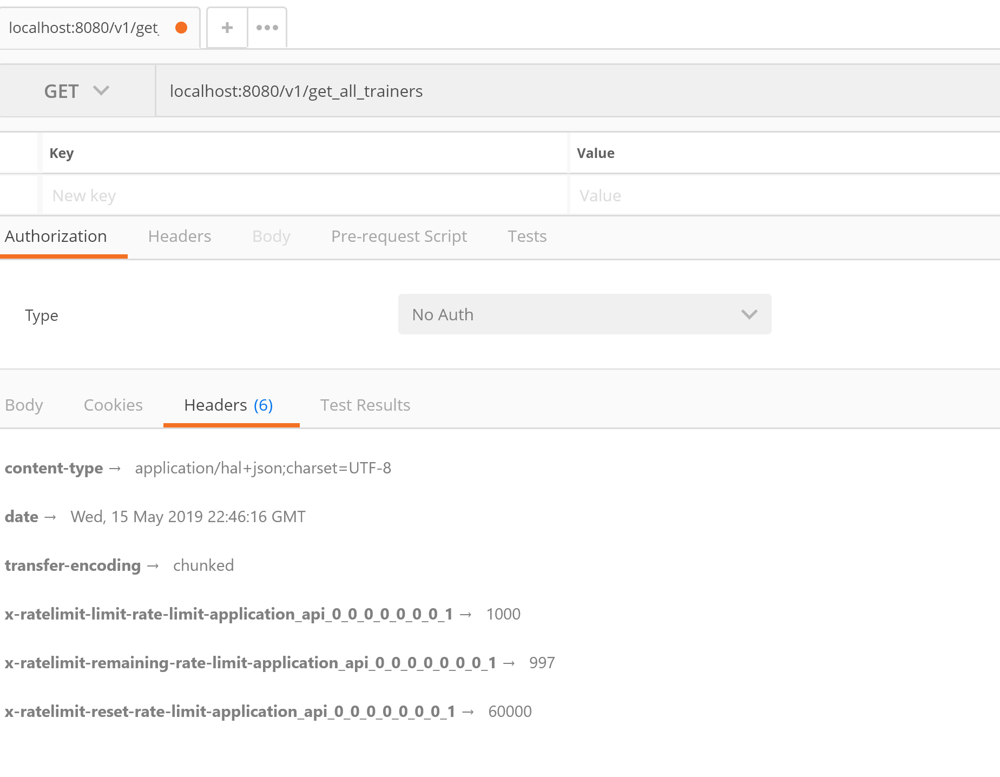 localhost:8080/v1/get_
GET localhost:8080/v1/get_all_trainers
Key Value
New key Value
Authorization Headers Body Pre-request Script Tests
Type No Auth
Body Cookies Headers (6) Test Results
content-type → application/hal+json;charset=UTF-8
date → Wed, 15 May 2019 22:46:16 GMT
transfer-encoding → chunked
x-ratelimit-limit-rate-limit-application_api_0_0_0_0_0_0_0_1 → 1000
x-ratelimit-remaining-rate-limit-application_api_0_0_0_0_0_0_0_1 → 997
x-ratelimit-reset-rate-limit-application_api_0_0_0_0_0_0_0_1 → 60000